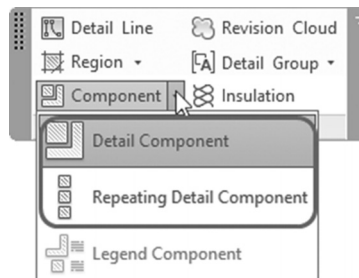 Detail Line Revision Cloud
Region Detail Group
Component Insulation
Detail Component
Repeating Detail Component
Legend Component